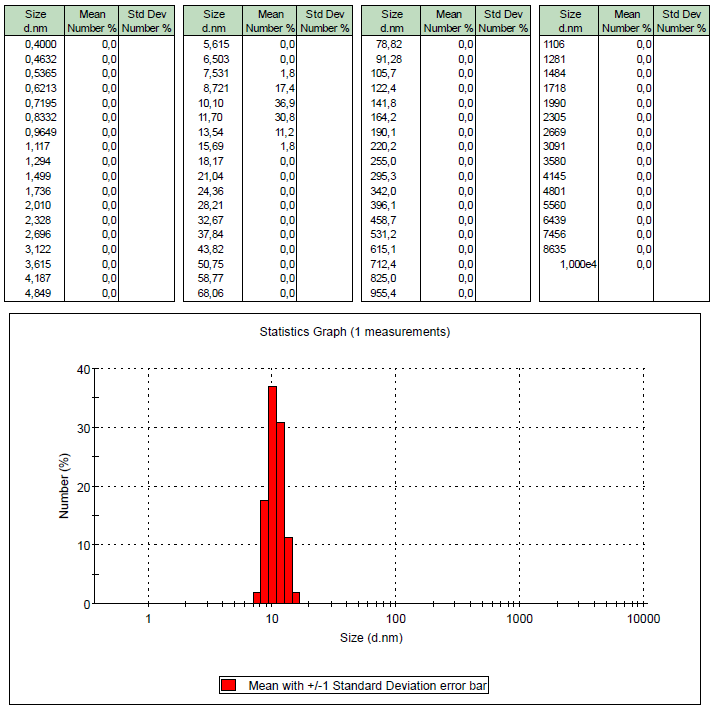 Size Mean Std Dev Size Mean Std Dev Size Mean Std Dev Size Mean Std Dev
d.nm Number % Number % d.nm Number % Number % d.nm Number % Number % d.nm Number % Number %
0,4000 0,0 5,615 0,0 78,82 0,0 1106 0,0
0,4632 0,0 6,503 0,0 91,28 0,0 1281 0,0
0,5365 0,0 7,531 1,8 105,7 0,0 1484 0,0
0,6213 0,0 8,721 17,4 122,4 0,0 1718 0,0
0,7195 0,0 10,10 36,9 141,8 0,0 1990 0,0
0,8332 0,0 11,70 30,8 164,2 0,0 2305 0,0
0,9649 0,0 13,54 11,2 190,1 0,0 2669 0,0
1,117 0,0 15,69 1,8 220,2 0,0 3091 0,0
1,294 0,0 18,17 0,0 255,0 0,0 3580 0,0
1,499 0,0 21,04 0,0 295,3 0,0 4145 0,0
1,736 0,0 24,36 0,0 342,0 0,0 4801 0,0
2,010 0,0 28,21 0,0 396,1 0,0 5560 0,0
2,328 0,0 32,67 0,0 458,7 0,0 6439 0,0
2,696 0,0 37,84 0,0 531,2 0,0 7456 0,0
3,122 0,0 43,82 0,0 615,1 0,0 8635 0,0
3,615 0,0 50,75 0,0 712,4 0,0 1,000e4 0,0
4,187 0,0 58,77 0,0 825,0 0,0
4,849 0,0 68,06 0,0 955,4 0,0
Statistics Graph (1 measurements)
40
30
20
10
0
Number (%)
1 10 100 1000 10000
Size (d.nm)
Mean with +/-1 Standard Deviation error bar